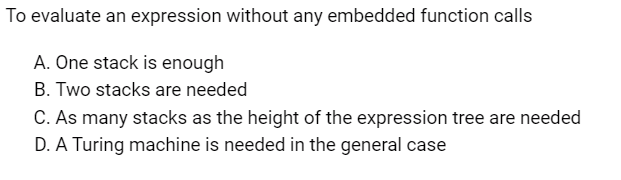 To evaluate an expression without any embedded function calls
A. One stack is enough
B. Two stacks are needed
C. As many stacks as the height of the expression tree are needed
D. A Turing machine is needed in the general case